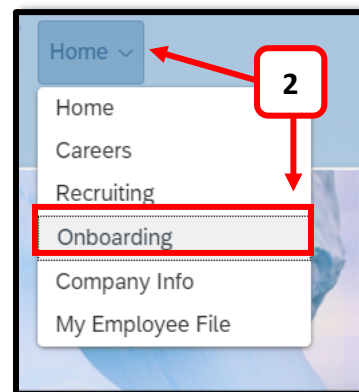 Home
2
Home
Careers
Recruiting
Onboarding
Company Info
My Employee File